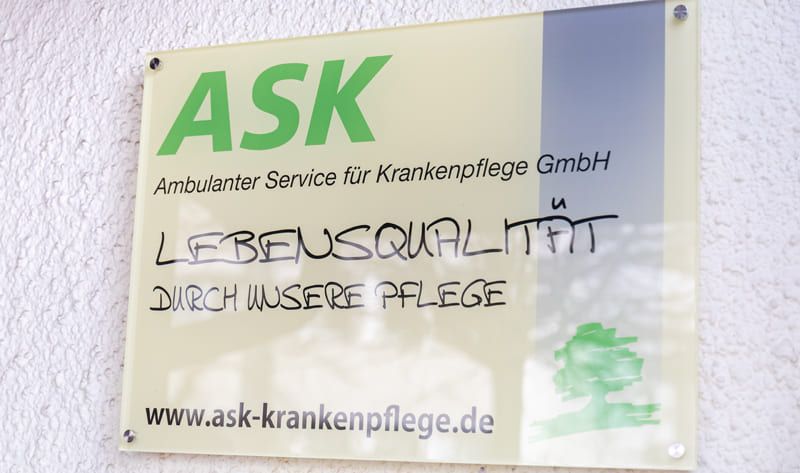 ASK
Ambulanter Service für Krankenpflege GmbH
LEBENSQUALITÄT
DURCH UNSERE PFLEGE
www.ask-krankenpflege.de